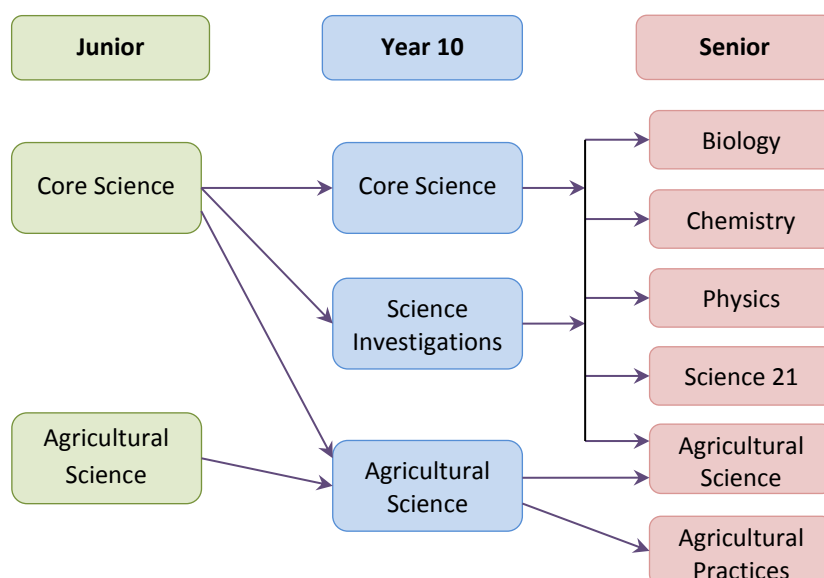 Junior
Year 10
Senior
Core Science
Core Science
Biology
Chemistry
Science
Investigations
Physics
Science 21
Agricultural
Science
Agricultural
Science
Agricultural
Science
Agricultural
Practices